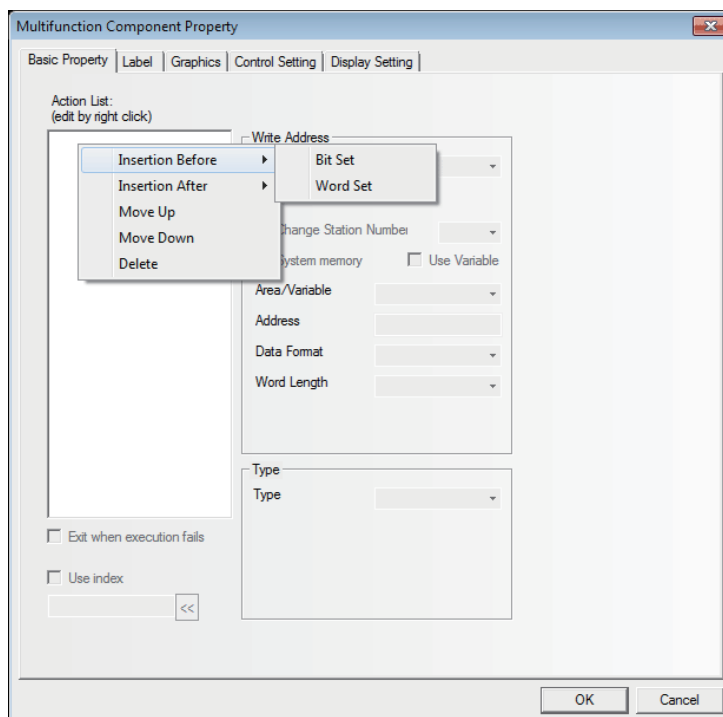 Multifunction Component Property
Basic Property Label Graphics Control Setting Display Setting
Action List:
(edit by right click)
Write Address
Insertion Before
Insertion After
Move Up
Move Down
Delete
Bit Set
Word Set
Change Station Number
System memory Use Variable
Area/Variable
Address
Data Format
Word Length
Type
Type
Exit when execution fails
Use index
<<
OK Cancel